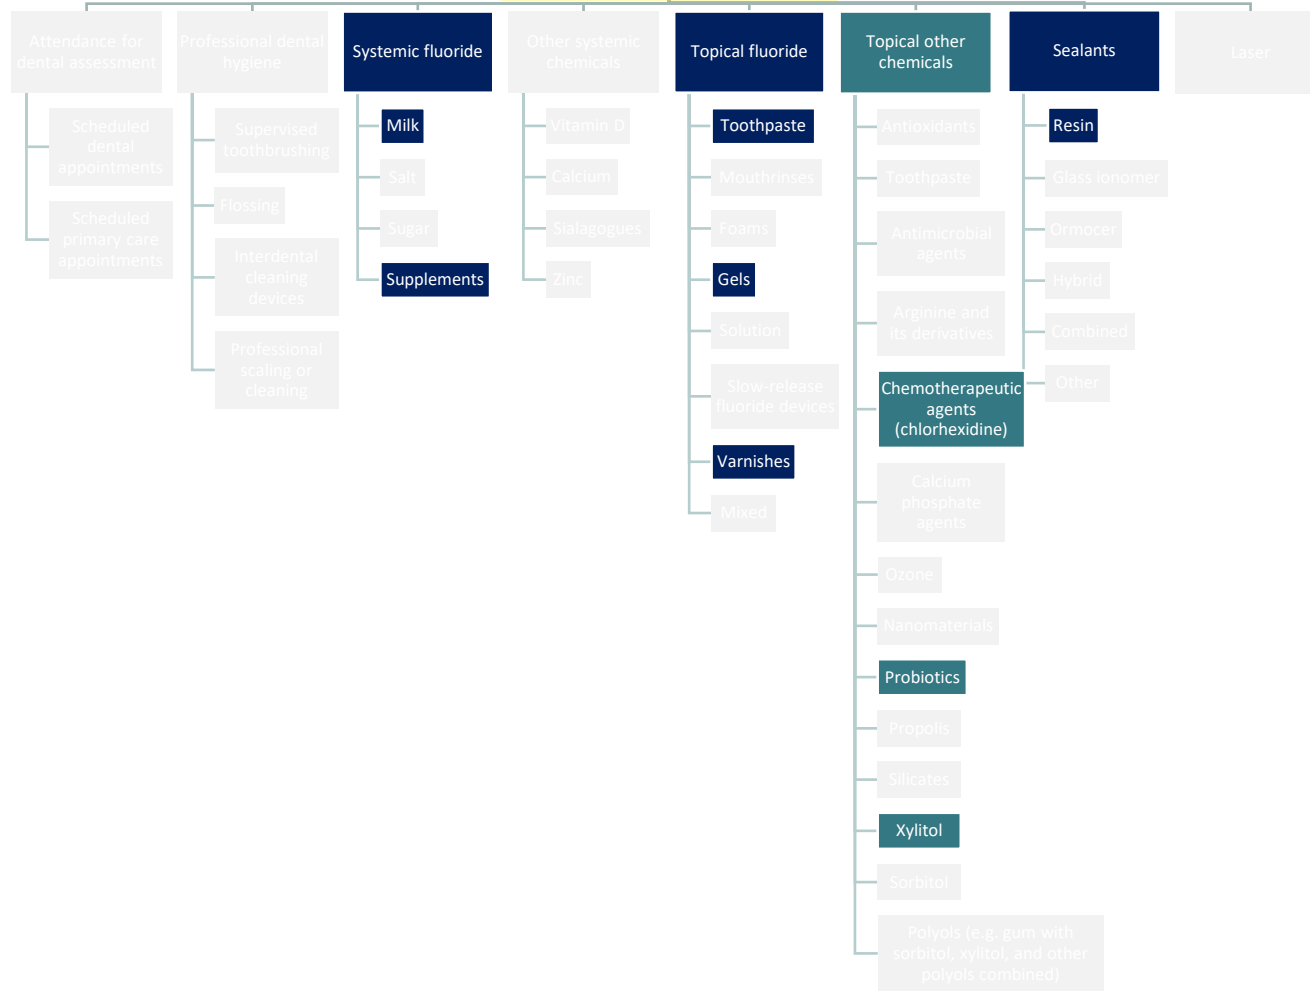 Attendance for
dental assessment
Scheduled
dental
appointments
Scheduled
primary care
appointments
Professional dental
hygiene
Supervised
toothbrushing
Flossing
Interdental
cleaning
devices
Professional
scaling or
cleaning
Systemic fluoride
Milk
Salt
Sugar
Supplements
Other systemic
chemicals
Vitamin D
Calcium
Sialagogues
Zinc
Topical fluoride
Toothpaste
Mouthrinses
Foams
Gels
Solution
Slow-release
fluoride devices
Varnishes
Mixed
Topical other
chemicals
Antioxidants
Toothpaste
Antimicrobial
agents
Arginine and
its derivatives
Chemotherapeutic
agents
(chlorhexidine)
Calcium
phosphate
agents
Ozone
Nanomaterials
Probiotics
Propolis
Silicates
Xylitol
Sorbitol
Polyols (e.g. gum with
sorbitol, xylitol, and other
polyols combined)
Sealants
Resin
Glass ionomer
Ormocer
Hybrid
Combined
Other
Laser